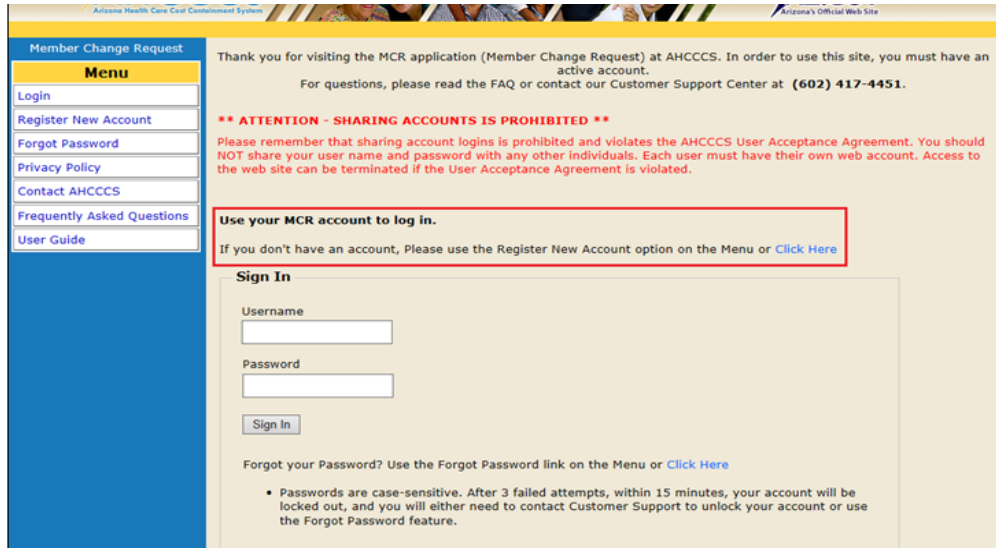 Arizona Health Care Cost Containment System
Arizona's Official Web Site
Member Change Request
Menu
Login
Register New Account
Forgot Password
Privacy Policy
Contact AHCCCS
Frequently Asked Questions
User Guide
Thank you for visiting the MCR application (Member Change Request) at AHCCCS. In order to use this site, you must have an
active account.
For questions, please read the FAQ or contact our Customer Support Center at (602) 417-4451.
** ATTENTION - SHARING ACCOUNTS IS PROHIBITED **
Please remember that sharing account logins is prohibited and violates the AHCCCS User Acceptance Agreement. You should
NOT share your user name and password with any other individuals. Each user must have their own web account. Access to
the web site can be terminated if the User Acceptance Agreement is violated.
Use your MCR account to log in.
If you don't have an account, Please use the Register New Account option on the Menu or Click Here
Sign In
Username
Password
Sign In
Forgot your Password? Use the Forgot Password link on the Menu or Click Here
• Passwords are case-sensitive. After 3 failed attempts, within 15 minutes, your account will be
locked out, and you will either need to contact Customer Support to unlock your account or use
the Forgot Password feature.